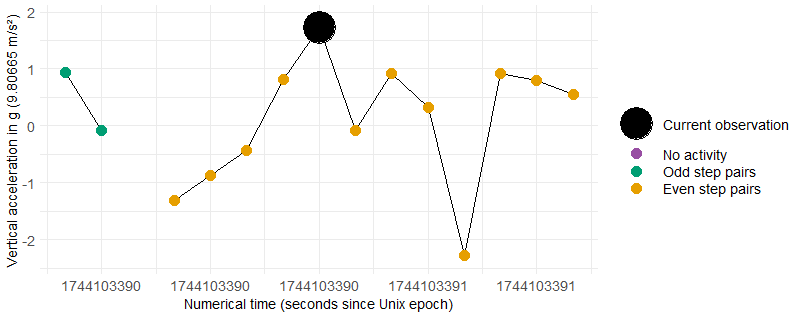 Vertical acceleration in g (9.80665 m/s²)
2
1
0
-1
-2
1744103390 1744103390 1744103390 1744103391 1744103391
Numerical time (seconds since Unix epoch)
Current observation
No activity
Odd step pairs
Even step pairs